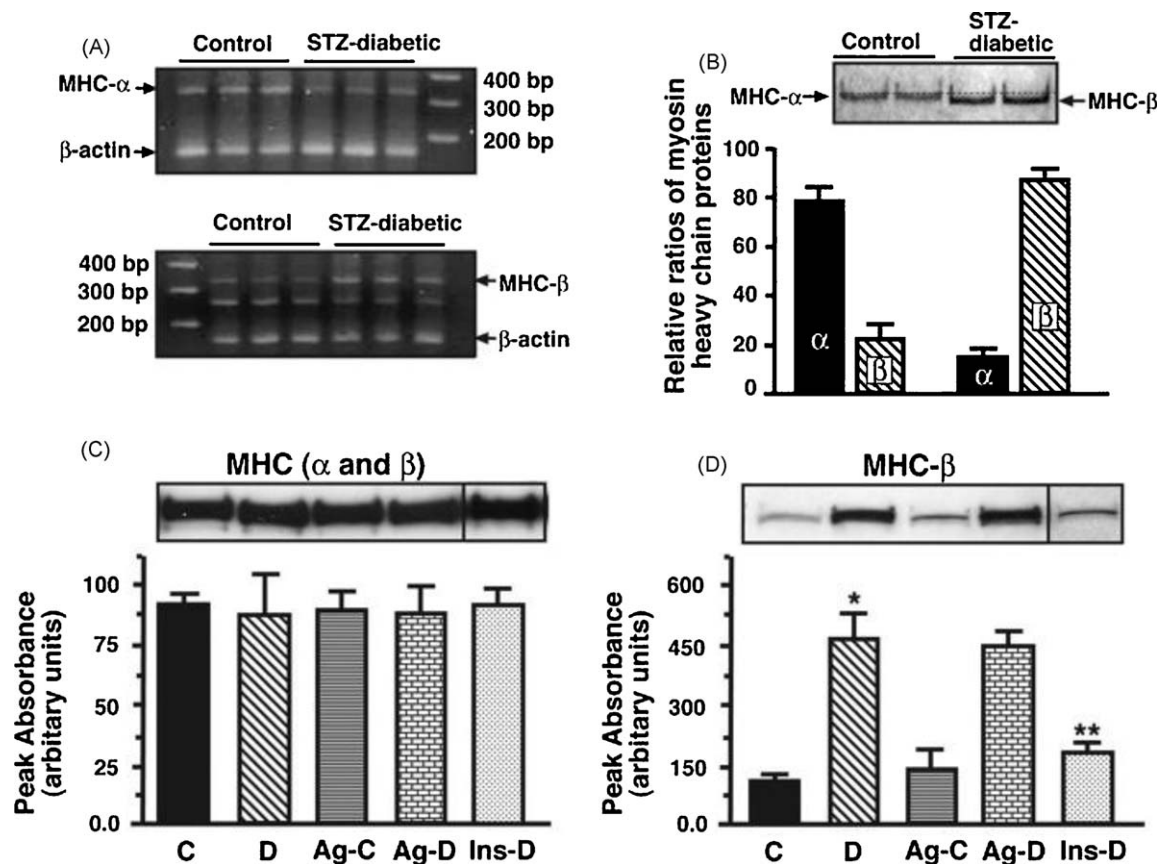 (A)
Control STZ-diabetic
MHC-α
β-actin
400 bp
300 bp
200 bp
Control STZ-diabetic
400 bp
300 bp
200 bp
MHC-β
β-actin
(B)
Control STZ-
diabetic
MHC-α
MHC-β
Relative ratios of myosin
heavy chain proteins
100
80
60
40
20
0
α
β
α
β
(C)
MHC (α and β)
Peak Absorbance
(arbitary units)
100
75
50
25
0.0
C D Ag-C Ag-D Ins-D
(D)
MHC-β
Peak Absorbance
(arbitary units)
600
450
300
150
0.0
*
**
C D Ag-C Ag-D Ins-D